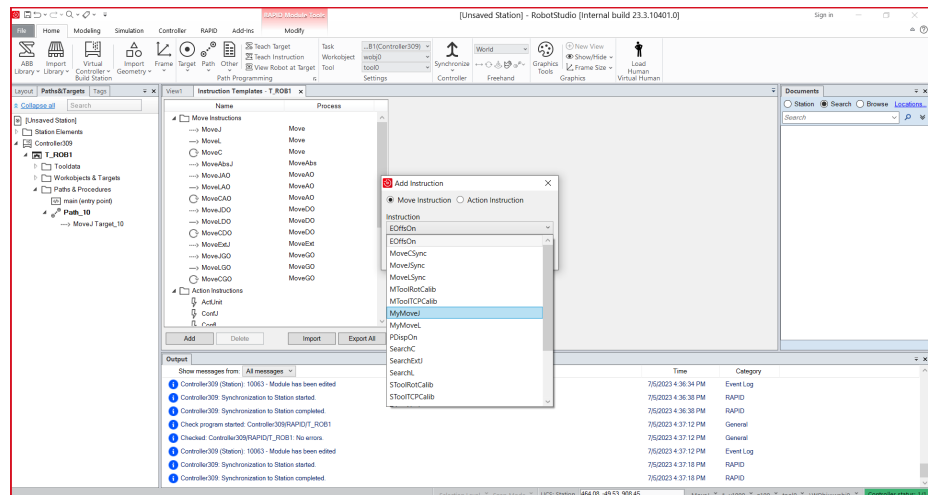 RAPID Module Tools
[Unsaved Station] - RobotStudio [Internal build 23.3.10401.0]
Sign in
File Home Modeling Simulation Controller RAPID Add-Ins Modify
ABB Library
Import Library
Virtual Controller
Import Geometry
Frame
Target
Path
Other
Teach Target
Teach Instruction
View Robot at Target
Task ...B1(Controller309)
Workobject wobj0
Tool tool0
Synchronize
World
Graphics Tools
New View
Show/Hide
Frame Size
Load Human
Build Station
Path Programming
Settings
Controller
Freehand
Graphics
Virtual Human
Layout Paths&Targets Tags
Collapse all Search
[Unsaved Station]
Station Elements
Controller309
T_ROB1
Tooldata
Workobjects & Targets
Paths & Procedures
main (entry point)
Path_10
MoveJ Target_10
View1 Instruction Templates - T_ROB1
Name Process
Move Instructions
MoveJ Move
MoveL Move
MoveC Move
MoveAbsJ MoveAbs
MoveJAO MoveAO
MoveLAO MoveAO
MoveCAO MoveAO
MoveJDO MoveDO
MoveLDO MoveDO
MoveCDO MoveDO
MoveExtJ MoveExt
MoveJGO MoveGO
MoveLGO MoveGO
MoveCGO MoveGO
Action Instructions
ActUnit
ConfJ
ConfL
Add Delete Import Export All
Add Instruction
Move Instruction Action Instruction
Instruction
EOffsOn
EOffsOn
MoveCSync
MoveJSync
MoveLSync
MToolRotCalib
MToolTCPCalib
MyMoveJ
MyMoveL
PDispOn
SearchC
SearchExtJ
SearchL
SToolRotCalib
SToolTCPCalib
Documents
Station Search Browse Locations...
Search
Output
Show messages from: All messages Time Category
Controller309 (Station): 10063 - Module has been edited 7/5/2023 4:36:34 PM Event Log
Controller309: Synchronization to Station started. 7/5/2023 4:36:38 PM RAPID
Controller309: Synchronization to Station completed. 7/5/2023 4:36:38 PM RAPID
Check program started: Controller309/RAPID/T_ROB1 7/5/2023 4:37:12 PM General
Checked: Controller309/RAPID/T_ROB1: No errors. 7/5/2023 4:37:12 PM General
Controller309 (Station): 10063 - Module has been edited 7/5/2023 4:37:12 PM Event Log
Controller309: Synchronization to Station started. 7/5/2023 4:37:18 PM RAPID
Controller309: Synchronization to Station completed. 7/5/2023 4:37:18 PM RAPID
UCS: Station 464.08 -49.53 908.45
Controller status: 1/1